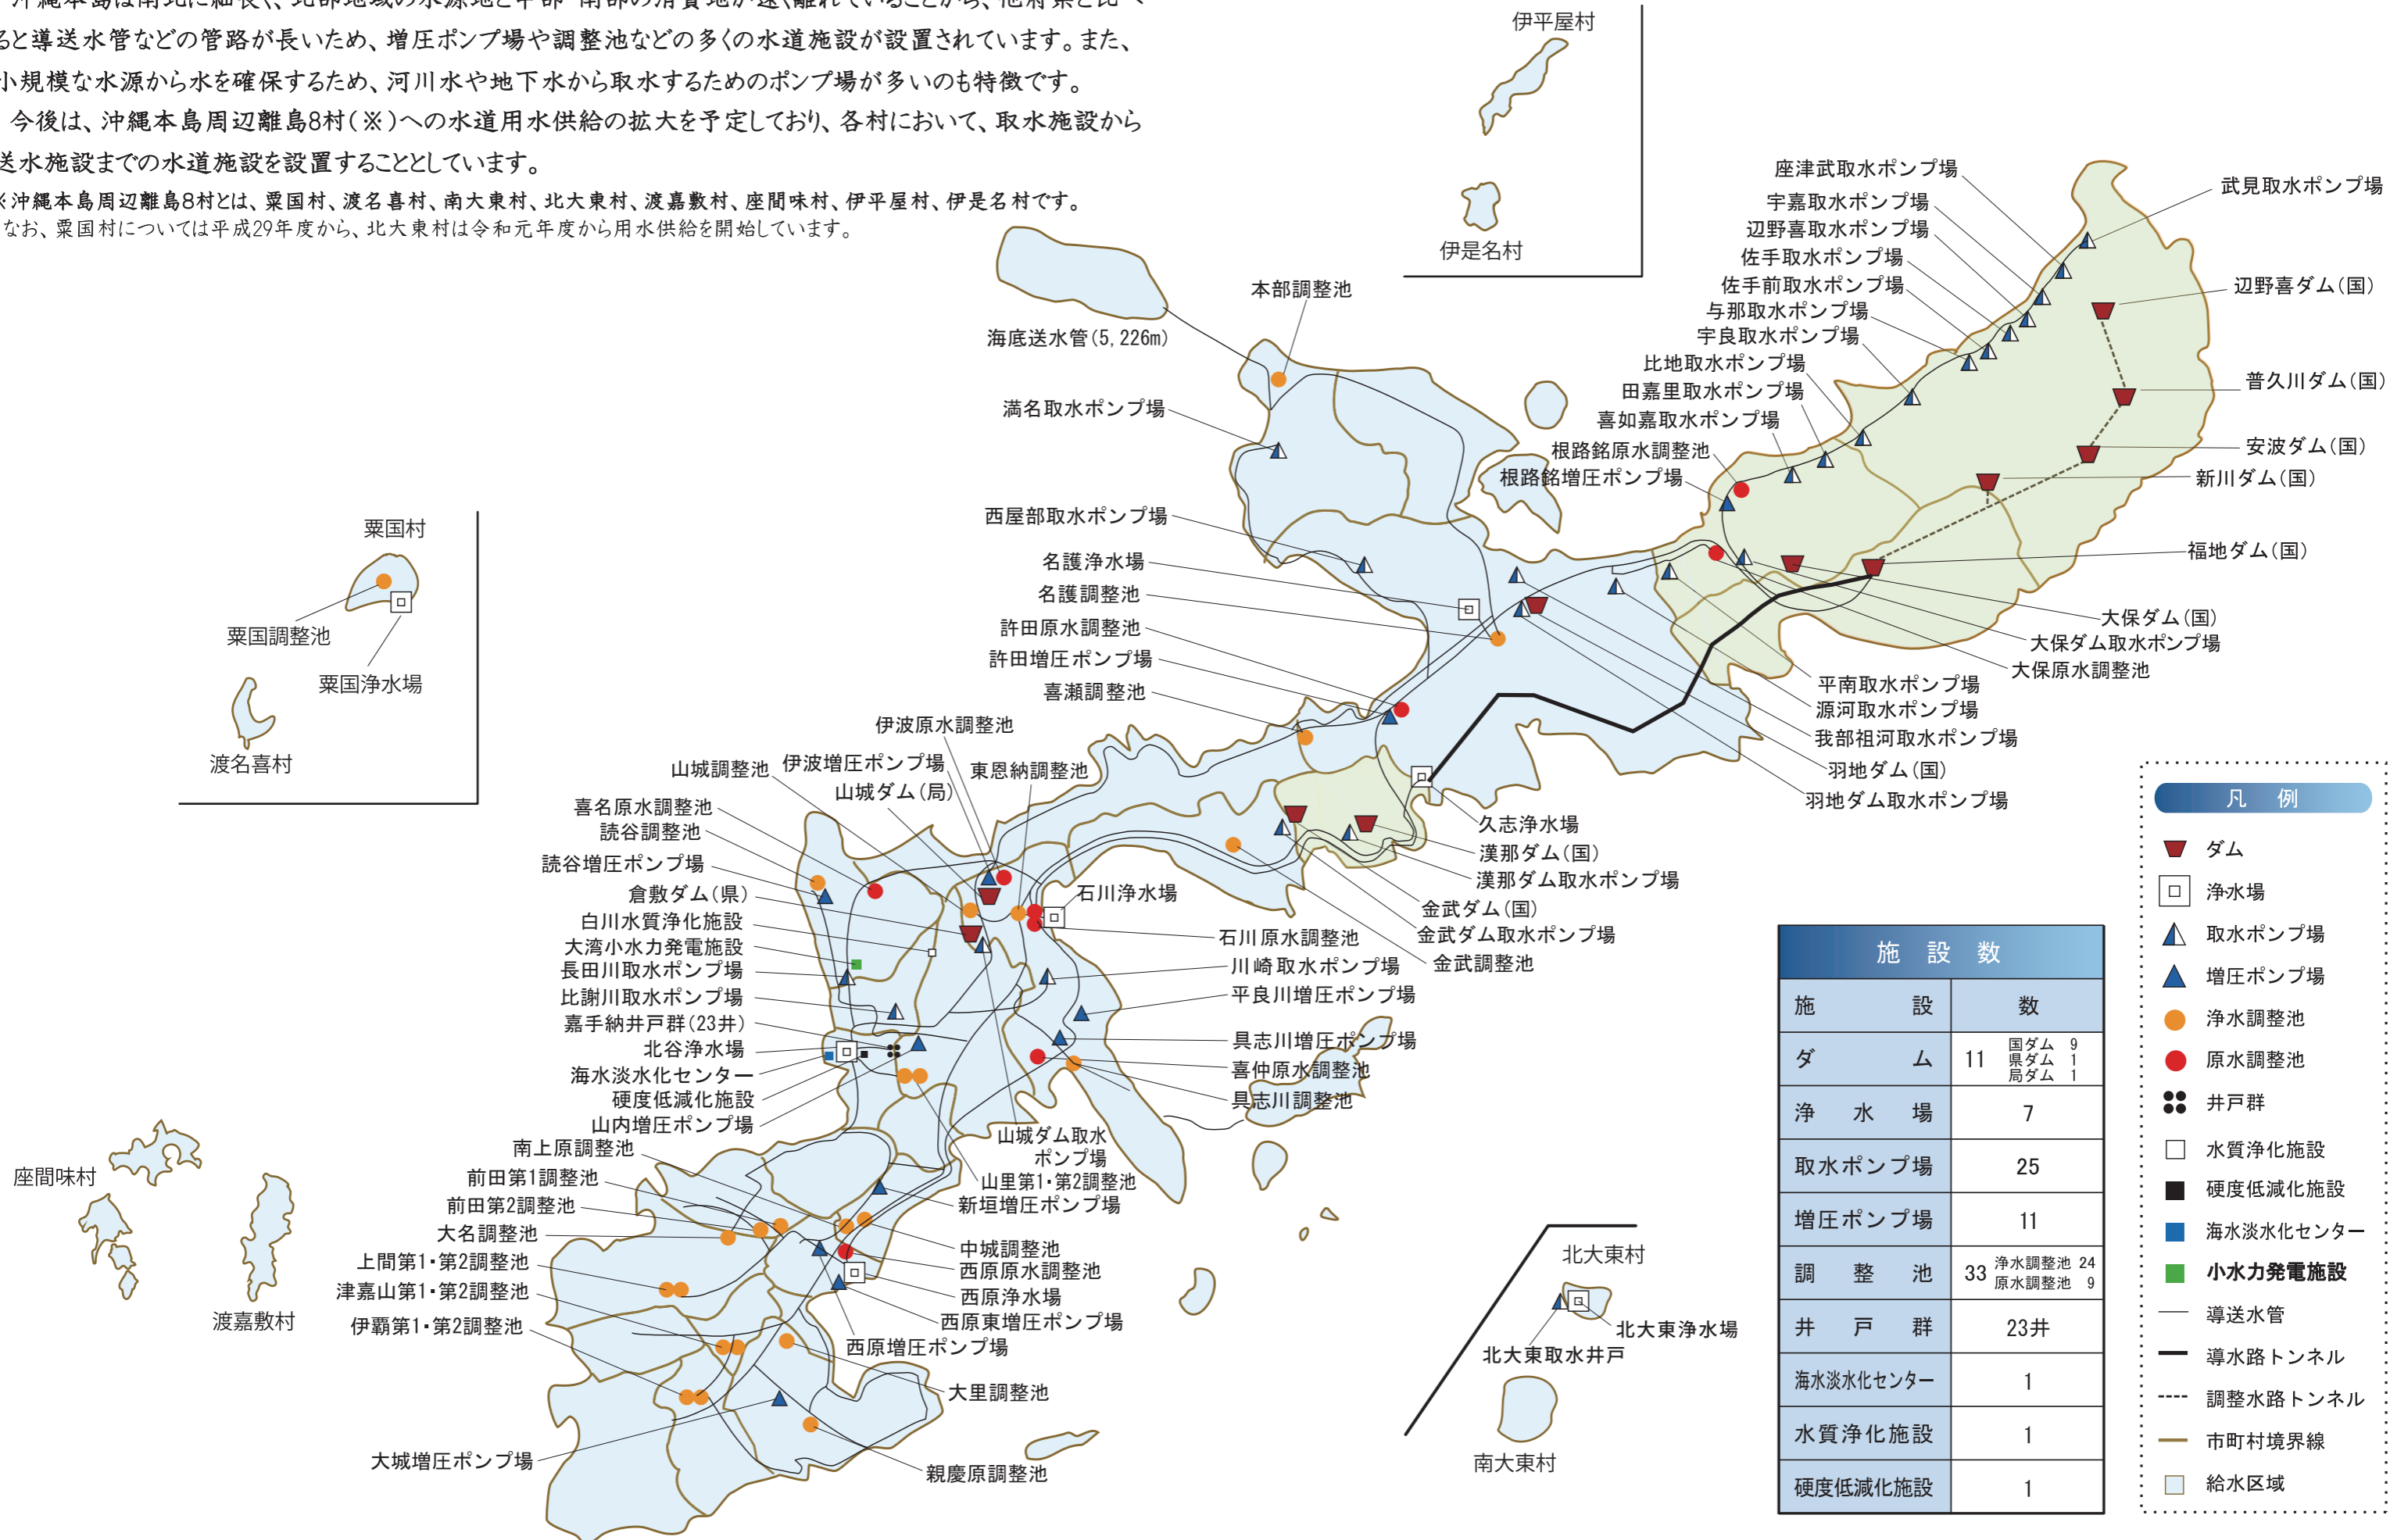 沖縄本島は南北に細長く、北部地域の水源地と中部・南部の消費地が遠く離れていることから、他府県と比べ
ると導送水管などの管路が長いため、増圧ポンプ場や調整池などの多くの水道施設が設置されています。また、
小規模な水源から水を確保するため、河川水や地下水から取水するためのポンプ場が多いのも特徴です。
今後は、沖縄本島周辺離島8村(※)への水道用水供給の拡大を予定しており、各村において、取水施設から
送水施設までの水道施設を設置することとしています。
※沖縄本島周辺離島8村とは、粟国村、渡名喜村、南大東村、北大東村、渡嘉敷村、座間味村、伊平屋村、伊是名村です。
なお、粟国村については平成29年度から、北大東村は令和元年度から用水供給を開始しています。
伊平屋村
伊是名村
座津武取水ポンプ場
宇嘉取水ポンプ場
辺野喜取水ポンプ場
佐手取水ポンプ場
佐手前取水ポンプ場
与那取水ポンプ場
宇良取水ポンプ場
比地取水ポンプ場
田嘉里取水ポンプ場
喜如嘉取水ポンプ場
根路銘原水調整池
根路銘増圧ポンプ場
武見取水ポンプ場
辺野喜ダム(国)
普久川ダム(国)
安波ダム(国)
新川ダム(国)
福地ダム(国)
大保ダム(国)
大保ダム取水ポンプ場
大保原水調整池
平南取水ポンプ場
源河取水ポンプ場
我部祖河取水ポンプ場
羽地ダム(国)
羽地ダム取水ポンプ場
本部調整池
海底送水管(5,226m)
満名取水ポンプ場
西屋部取水ポンプ場
名護浄水場
名護調整池
許田原水調整池
許田増圧ポンプ場
喜瀬調整池
粟国村
粟国調整池
粟国浄水場
渡名喜村
伊波原水調整池
伊波増圧ポンプ場
東恩納調整池
山城調整池
山城ダム(局)
喜名原水調整池
読谷調整池
読谷増圧ポンプ場
倉敷ダム(県)
白川水質浄化施設
大湾小水力発電施設
長田川取水ポンプ場
比謝川取水ポンプ場
嘉手納井戸群(23井)
北谷浄水場
海水淡水化センター
硬度低減化施設
山内増圧ポンプ場
久志浄水場
漢那ダム(国)
漢那ダム取水ポンプ場
金武ダム(国)
金武ダム取水ポンプ場
金武調整池
石川浄水場
石川原水調整池
川崎取水ポンプ場
平良川増圧ポンプ場
具志川増圧ポンプ場
喜仲原水調整池
具志川調整池
山城ダム取水
ポンプ場
山里第1・第2調整池
新垣増圧ポンプ場
南上原調整池
前田第1調整池
前田第2調整池
大名調整池
上間第1・第2調整池
津嘉山第1・第2調整池
伊覇第1・第2調整池
中城調整池
西原原水調整池
西原浄水場
西原東増圧ポンプ場
西原増圧ポンプ場
大里調整池
大城増圧ポンプ場
親慶原調整池
座間味村
渡嘉敷村
北大東村
北大東浄水場
北大東取水井戸
南大東村
施設数
施設 数
ダム 11 国ダム 9
県ダム 1
局ダム 1
浄水場 7
取水ポンプ場 25
増圧ポンプ場 11
調整池 33 浄水調整池 24
原水調整池 9
井戸群 23井
海水淡水化センター 1
水質浄化施設 1
硬度低減化施設 1
凡例
ダム
浄水場
取水ポンプ場
増圧ポンプ場
浄水調整池
原水調整池
井戸群
水質浄化施設
硬度低減化施設
海水淡水化センター
小水力発電施設
導送水管
導水路トンネル
調整水路トンネル
市町村境界線
給水区域